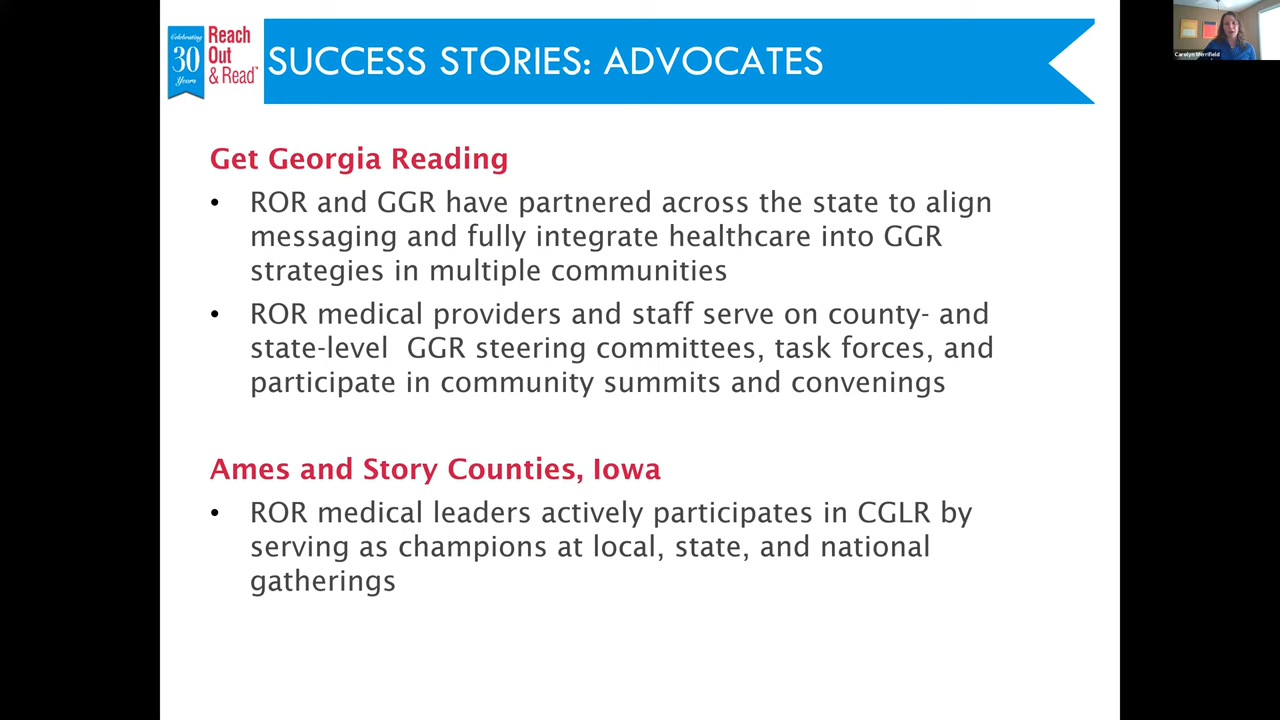 Celebrating
30
Years
Reach
Out
& Read™
SUCCESS STORIES: ADVOCATES
Carolyn Merrifield
Get Georgia Reading
• ROR and GGR have partnered across the state to align
messaging and fully integrate healthcare into GGR
strategies in multiple communities
• ROR medical providers and staff serve on county- and
state-level  GGR steering committees, task forces, and
participate in community summits and convenings
Ames and Story Counties, Iowa
• ROR medical leaders actively participates in CGLR by
serving as champions at local, state, and national
gatherings